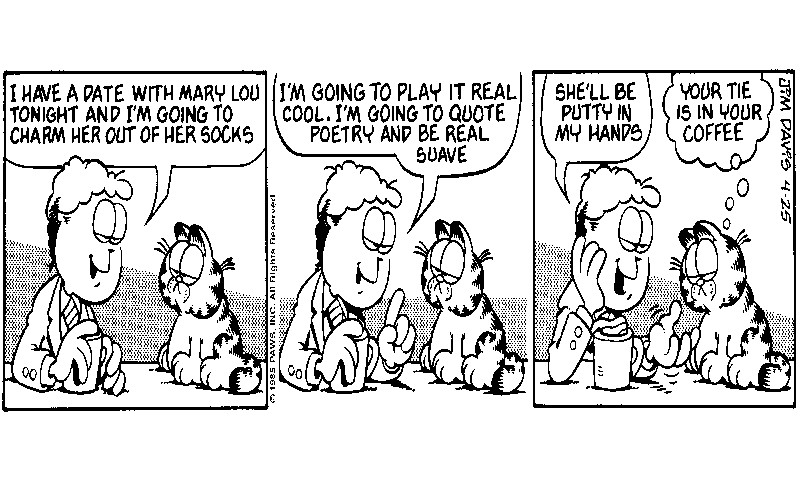 I HAVE A DATE WITH MARY LOU
TONIGHT AND I'M GOING TO
CHARM HER OUT OF HER SOCKS
© 1985 PAWS, INC. All Rights Reserved
I'M GOING TO PLAY IT REAL
COOL. I'M GOING TO QUOTE
POETRY AND BE REAL
SUAVE
SHE'LL BE
PUTTY IN
MY HANDS
YOUR TIE
IS IN YOUR
COFFEE
JPM DAVIS 4-25